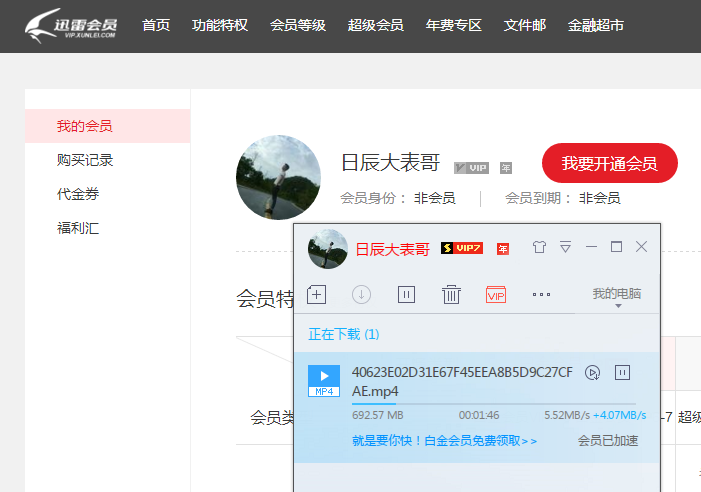 迅雷会员 首页 功能特权 会员等级 超级会员 年费专区 文件邮 金融超市
VIP.XUNLEI.COM
我的会员
购买记录
代金券
福利汇
日辰大表哥 VIP 年 我要开通会员
会员身份： 非会员 会员到期： 非会员
会员特
会员类
-7 超级
日辰大表哥 S VIP7 年
VIP 我的电脑
正在下载 (1)
40623E02D31E67F45EEA8B5D9C27CF
AE.mp4
MP4
692.57 MB 00:01:46 5.52MB/s +4.07MB/s
就是要你快！白金会员免费领取>> 会员已加速